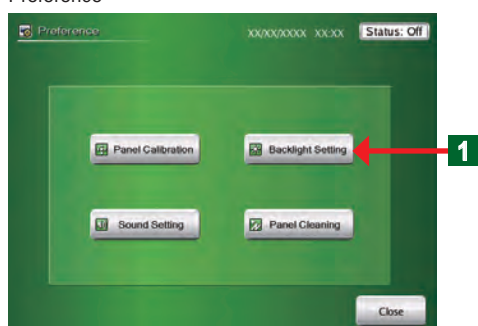 Preference
Preference XX/XX/XXXX XX:XX Status: Off
Panel Calibration Backlight Setting 1
Sound Setting Panel Cleaning
Close